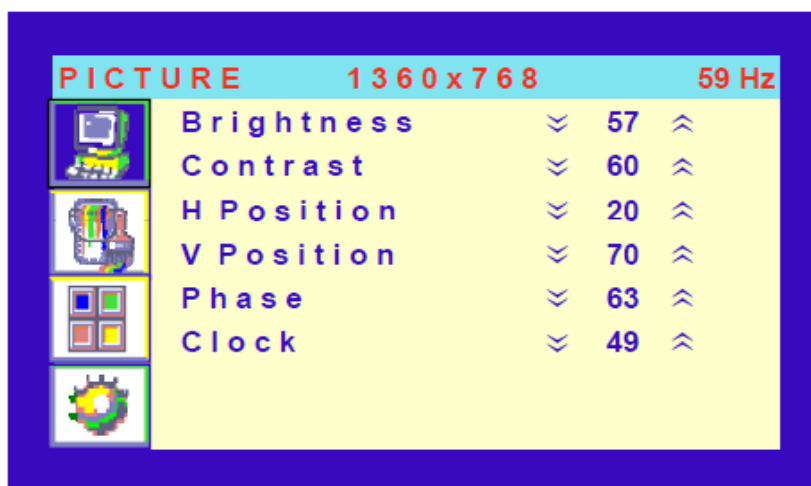 PICTURE 1360x768 59 Hz
Brightness 57
Contrast 60
H Position 20
V Position 70
Phase 63
Clock 49